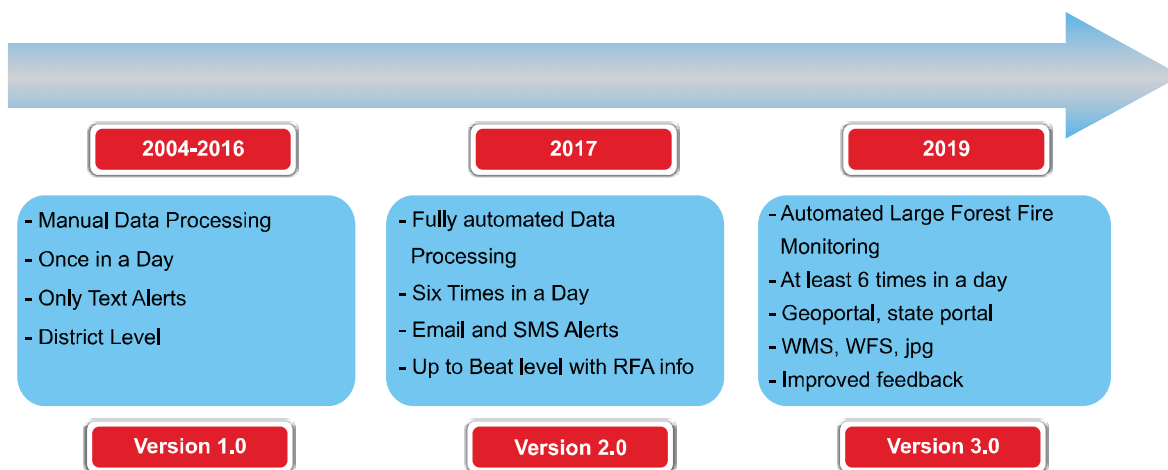 2004-2016
2017
2019
- Manual Data Processing
- Once in a Day
- Only Text Alerts
- District Level
- Fully automated Data
Processing
- Six Times in a Day
- Email and SMS Alerts
- Up to Beat level with RFA info
- Automated Large Forest Fire
Monitoring
- At least 6 times in a day
- Geoportal, state portal
- WMS, WFS, jpg
- Improved feedback
Version 1.0
Version 2.0
Version 3.0